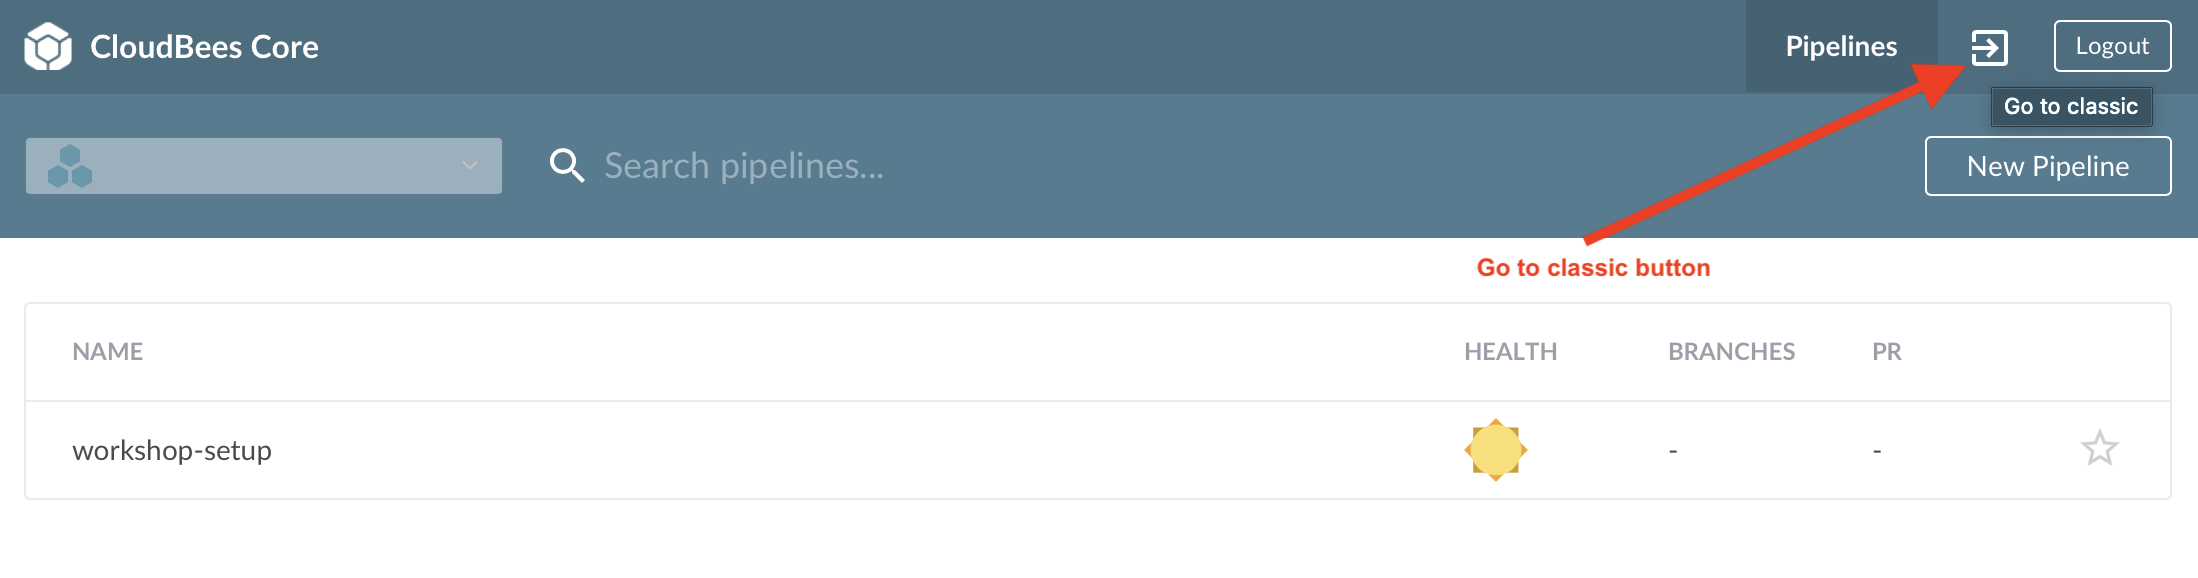 CloudBees Core
Pipelines
Logout
Go to classic
Search pipelines...
New Pipeline
Go to classic button
NAME HEALTH BRANCHES PR
workshop-setup - -